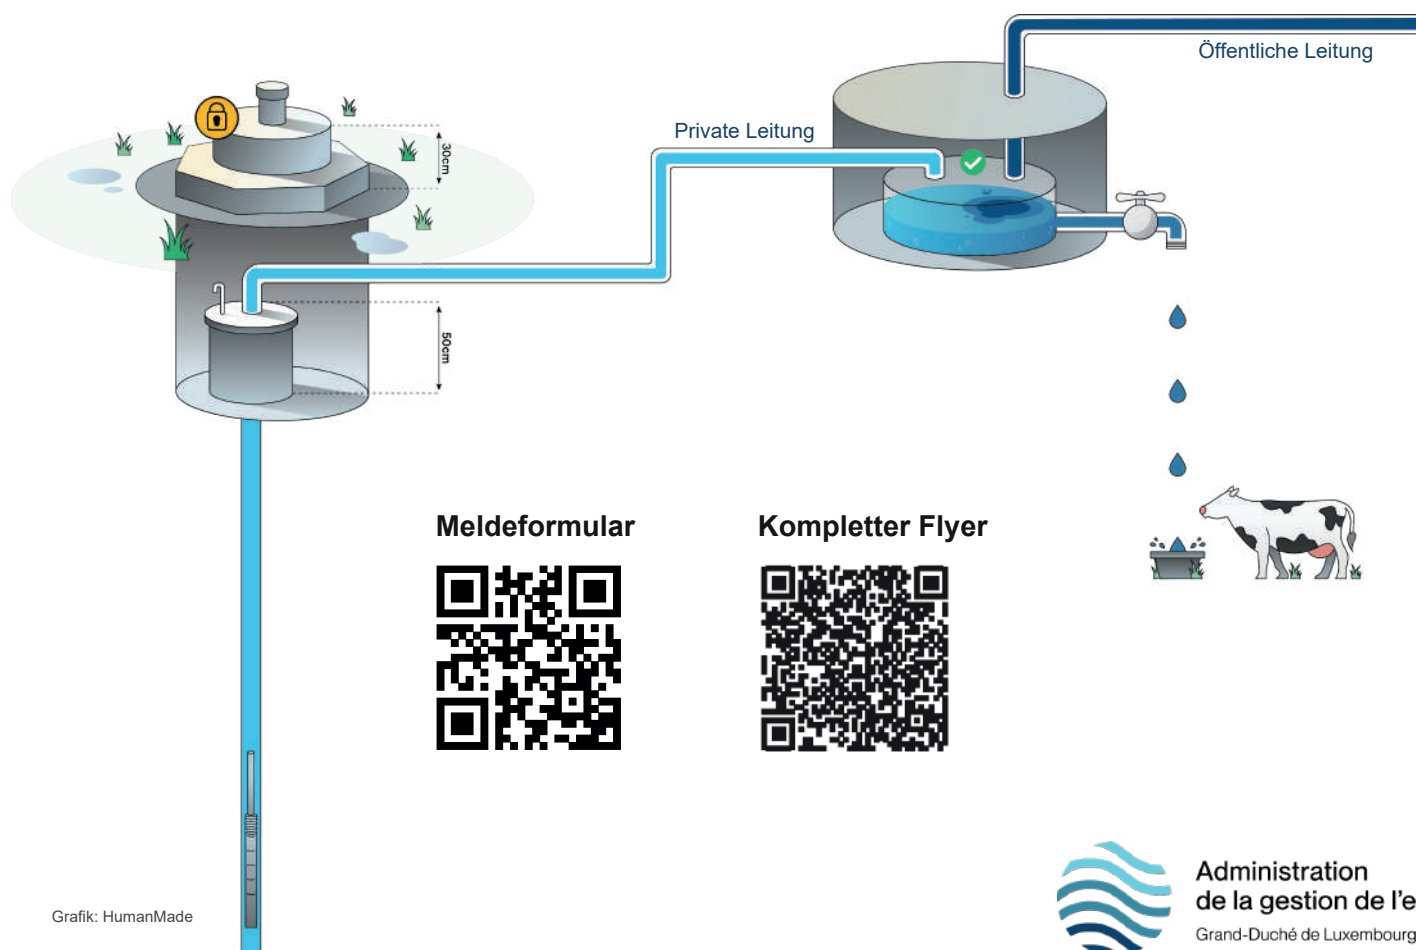 Öffentliche Leitung
Private Leitung
30cm
50cm
Meldeformular
Kompletter Flyer
Grafik: HumanMade
Administration
de la gestion de l'e
Grand-Duché de Luxembourg